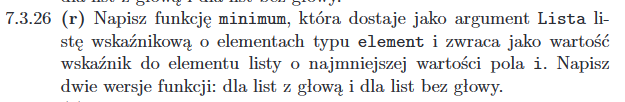 7.3.26 (r) Napisz funkcję minimum, która dostaje jako argument Lista li-
stę wskaźnikową o elementach typu element i zwraca jako wartość
wskaźnik do elementu listy o najmniejszej wartości pola i. Napisz
dwie wersje funkcji: dla list z głową i dla list bez głowy.